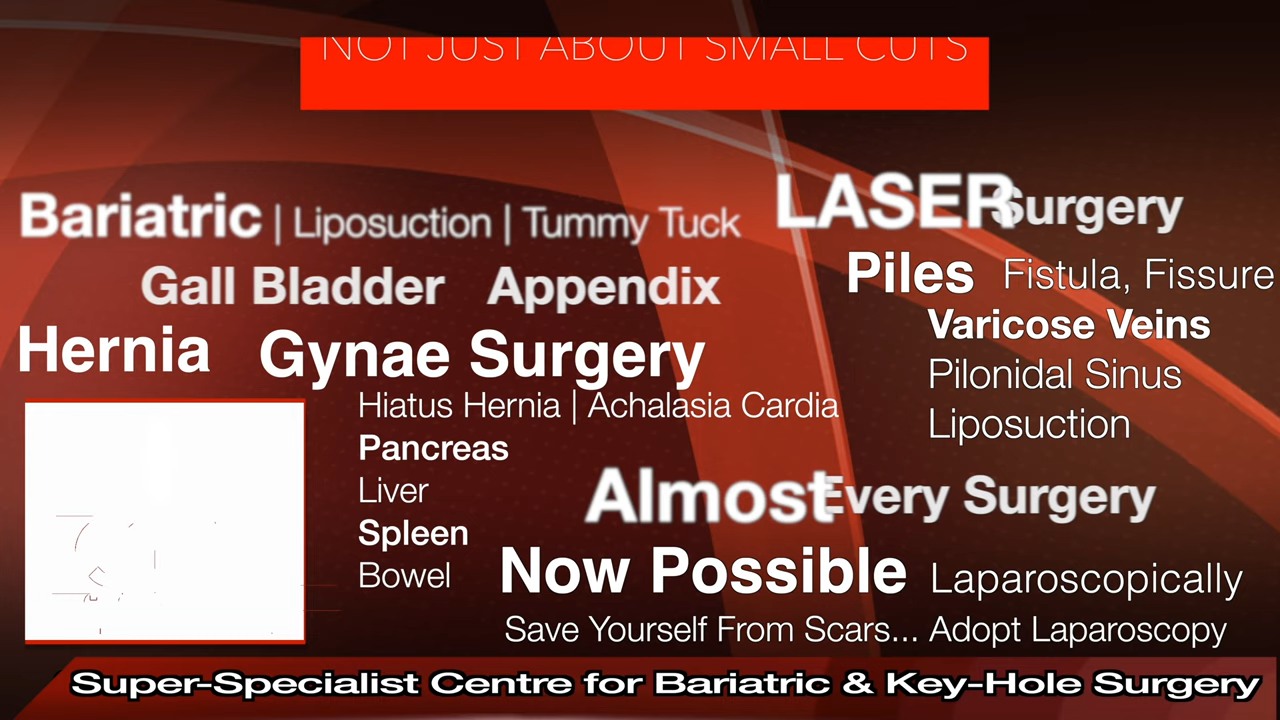 NOT JUST ABOUT SMALL CUTS
Bariatric | Liposuction | Tummy Tuck
Gall Bladder Appendix
Hernia Gynae Surgery
Hiatus Hernia | Achalasia Cardia
Pancreas
Liver
Spleen
Bowel
LASER Surgery
Piles Fistula, Fissure
Varicose Veins
Pilonidal Sinus
Liposuction
Almost Every Surgery
Now Possible Laparoscopically
Save Yourself From Scars... Adopt Laparoscopy
Super-Specialist Centre for Bariatric & Key-Hole Surgery